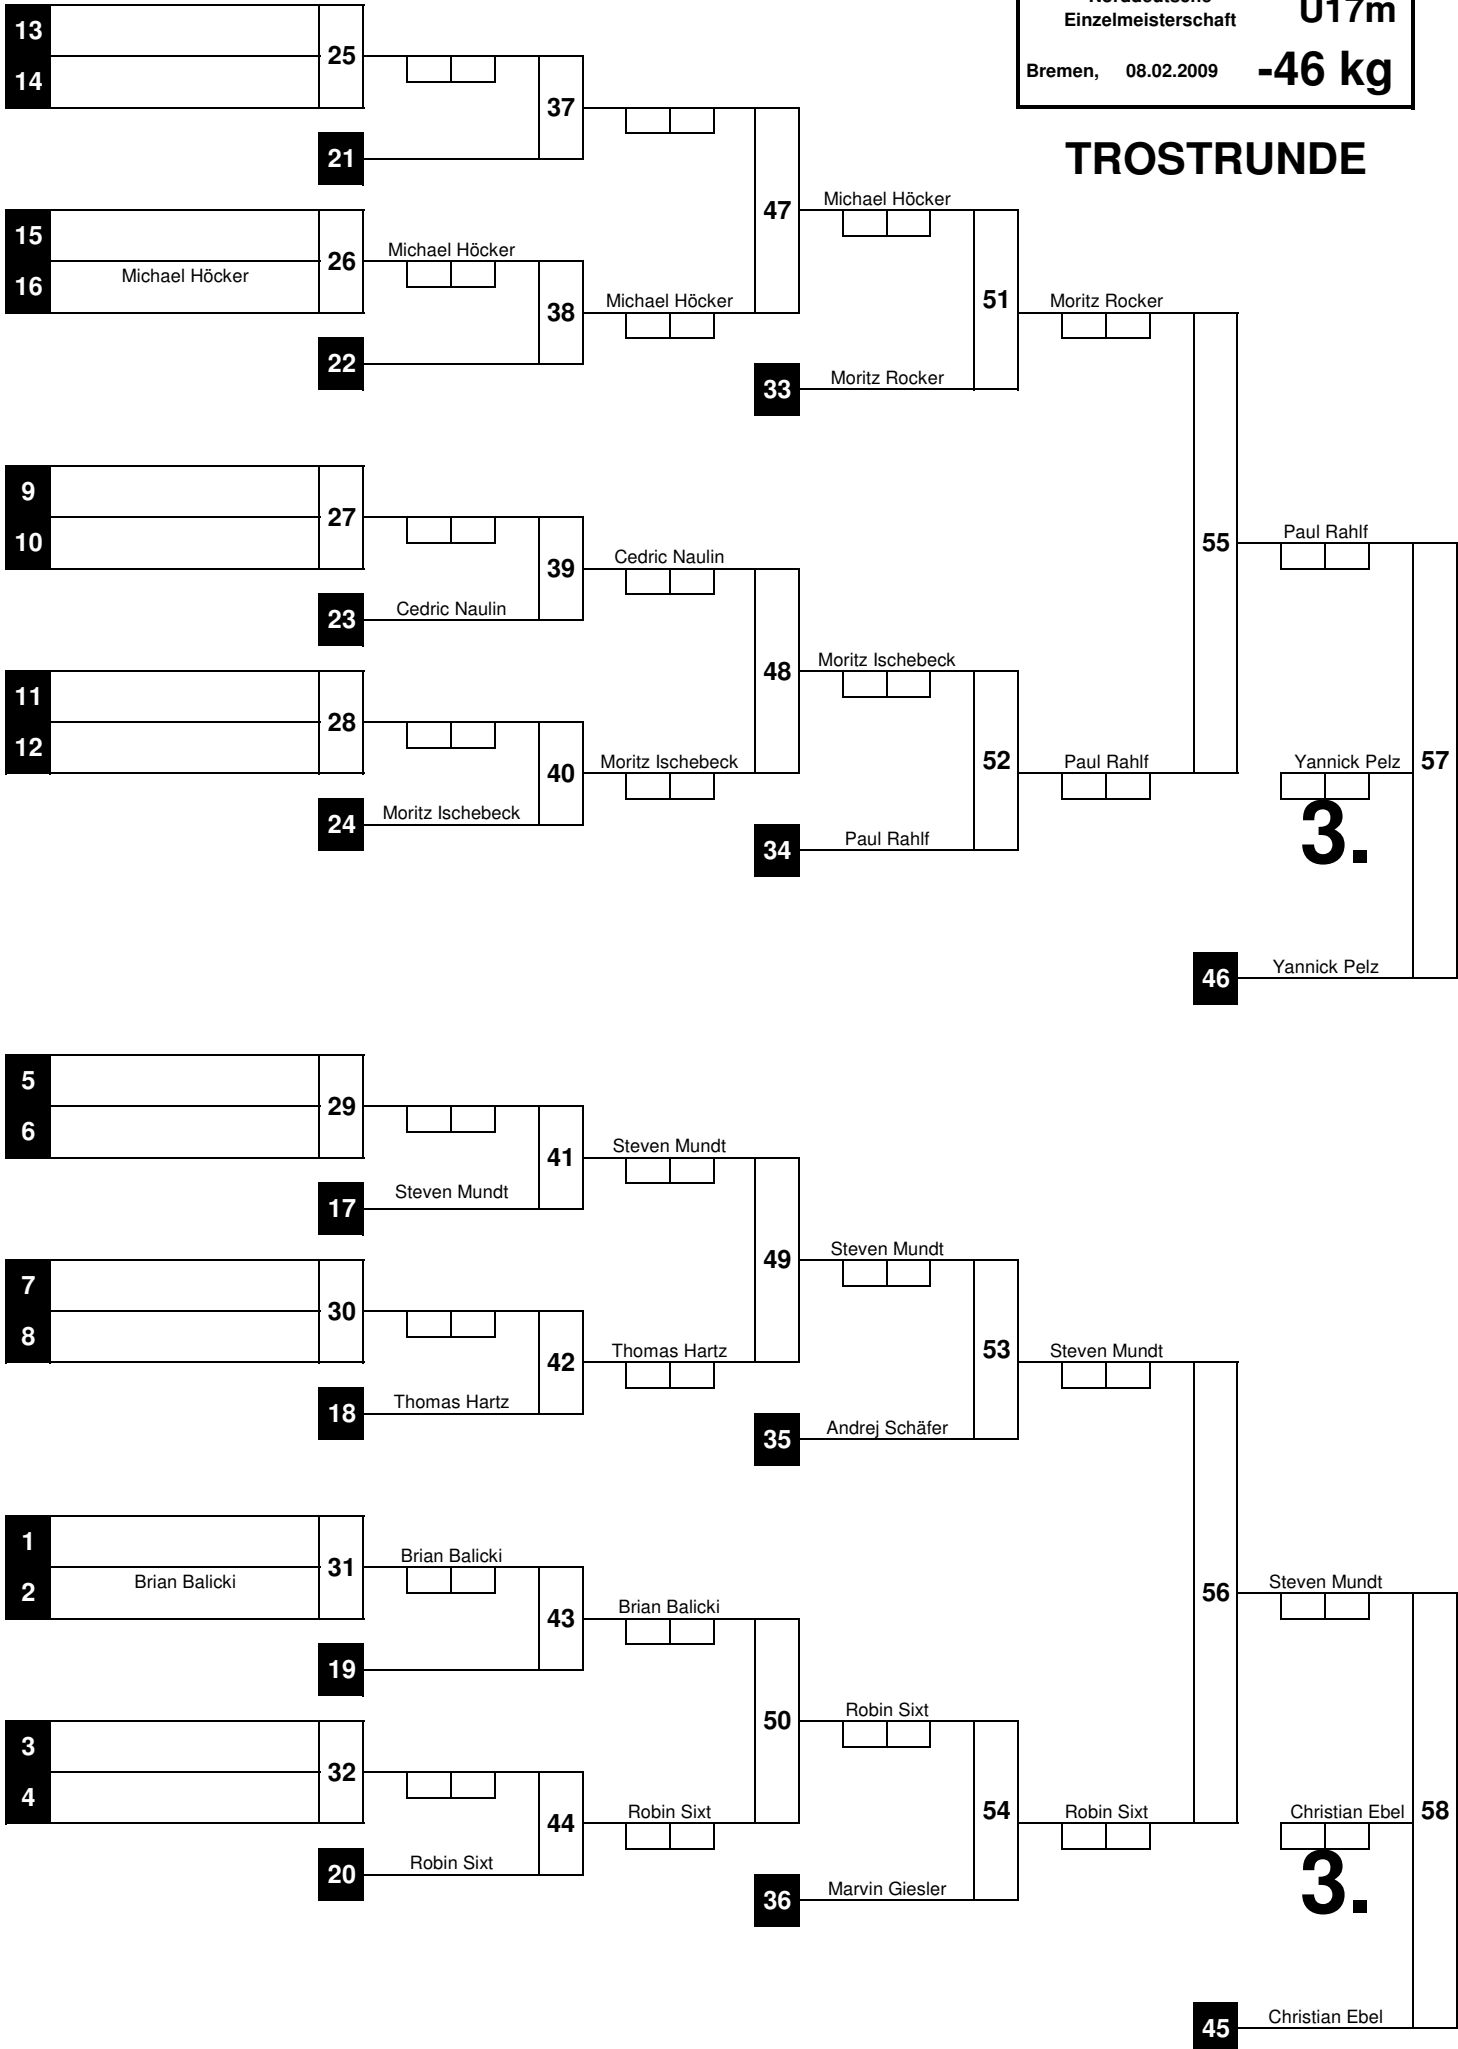 Norddeutsche
Einzelmeisterschaft
U17m
Bremen, 08.02.2009
-46 kg
TROSTRUNDE
13
14
25
37
21
47
Michael Höcker
15
16
Michael Höcker
26
Michael Höcker
38
Michael Höcker
51
Moritz Rocker
22
33
Moritz Rocker
9
10
27
39
Cedric Naulin
55
Paul Rahlf
23
Cedric Naulin
48
Moritz Ischebeck
11
12
28
40
Moritz Ischebeck
52
Paul Rahlf
Yannick Pelz
57
24
Moritz Ischebeck
34
Paul Rahlf
3.
46
Yannick Pelz
5
6
29
41
Steven Mundt
17
Steven Mundt
49
Steven Mundt
7
8
30
42
Thomas Hartz
53
Steven Mundt
18
Thomas Hartz
35
Andrej Schäfer
1
2
Brian Balicki
31
Brian Balicki
43
Brian Balicki
56
Steven Mundt
19
50
Robin Sixt
3
4
32
44
Robin Sixt
54
Robin Sixt
Christian Ebel
58
20
Robin Sixt
36
Marvin Giesler
3.
45
Christian Ebel